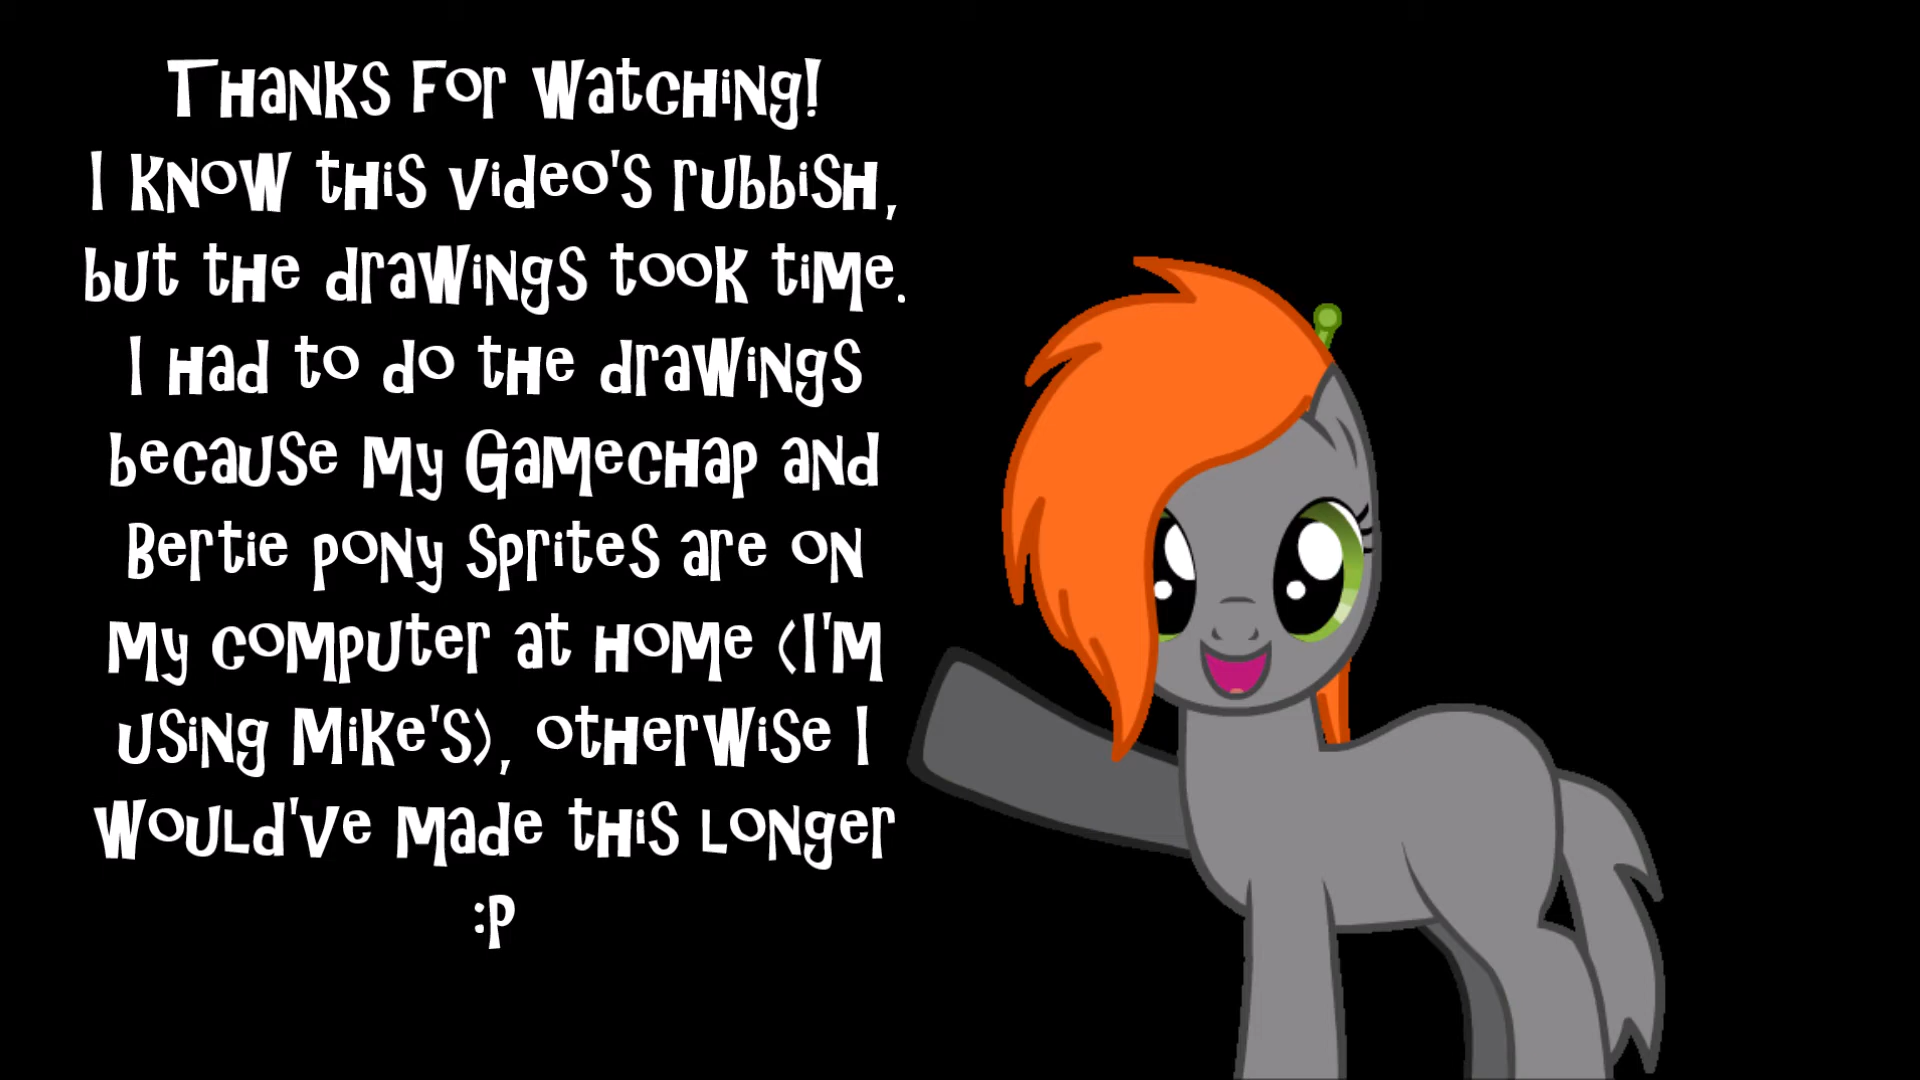 Thanks for watching!
I know this video's rubbish,
but the drawings took time.
I had to do the drawings
because my Gamechap and
Bertie pony sprites are on
my computer at home (I'm
using Mike's), otherwise I
would've made this longer
:p